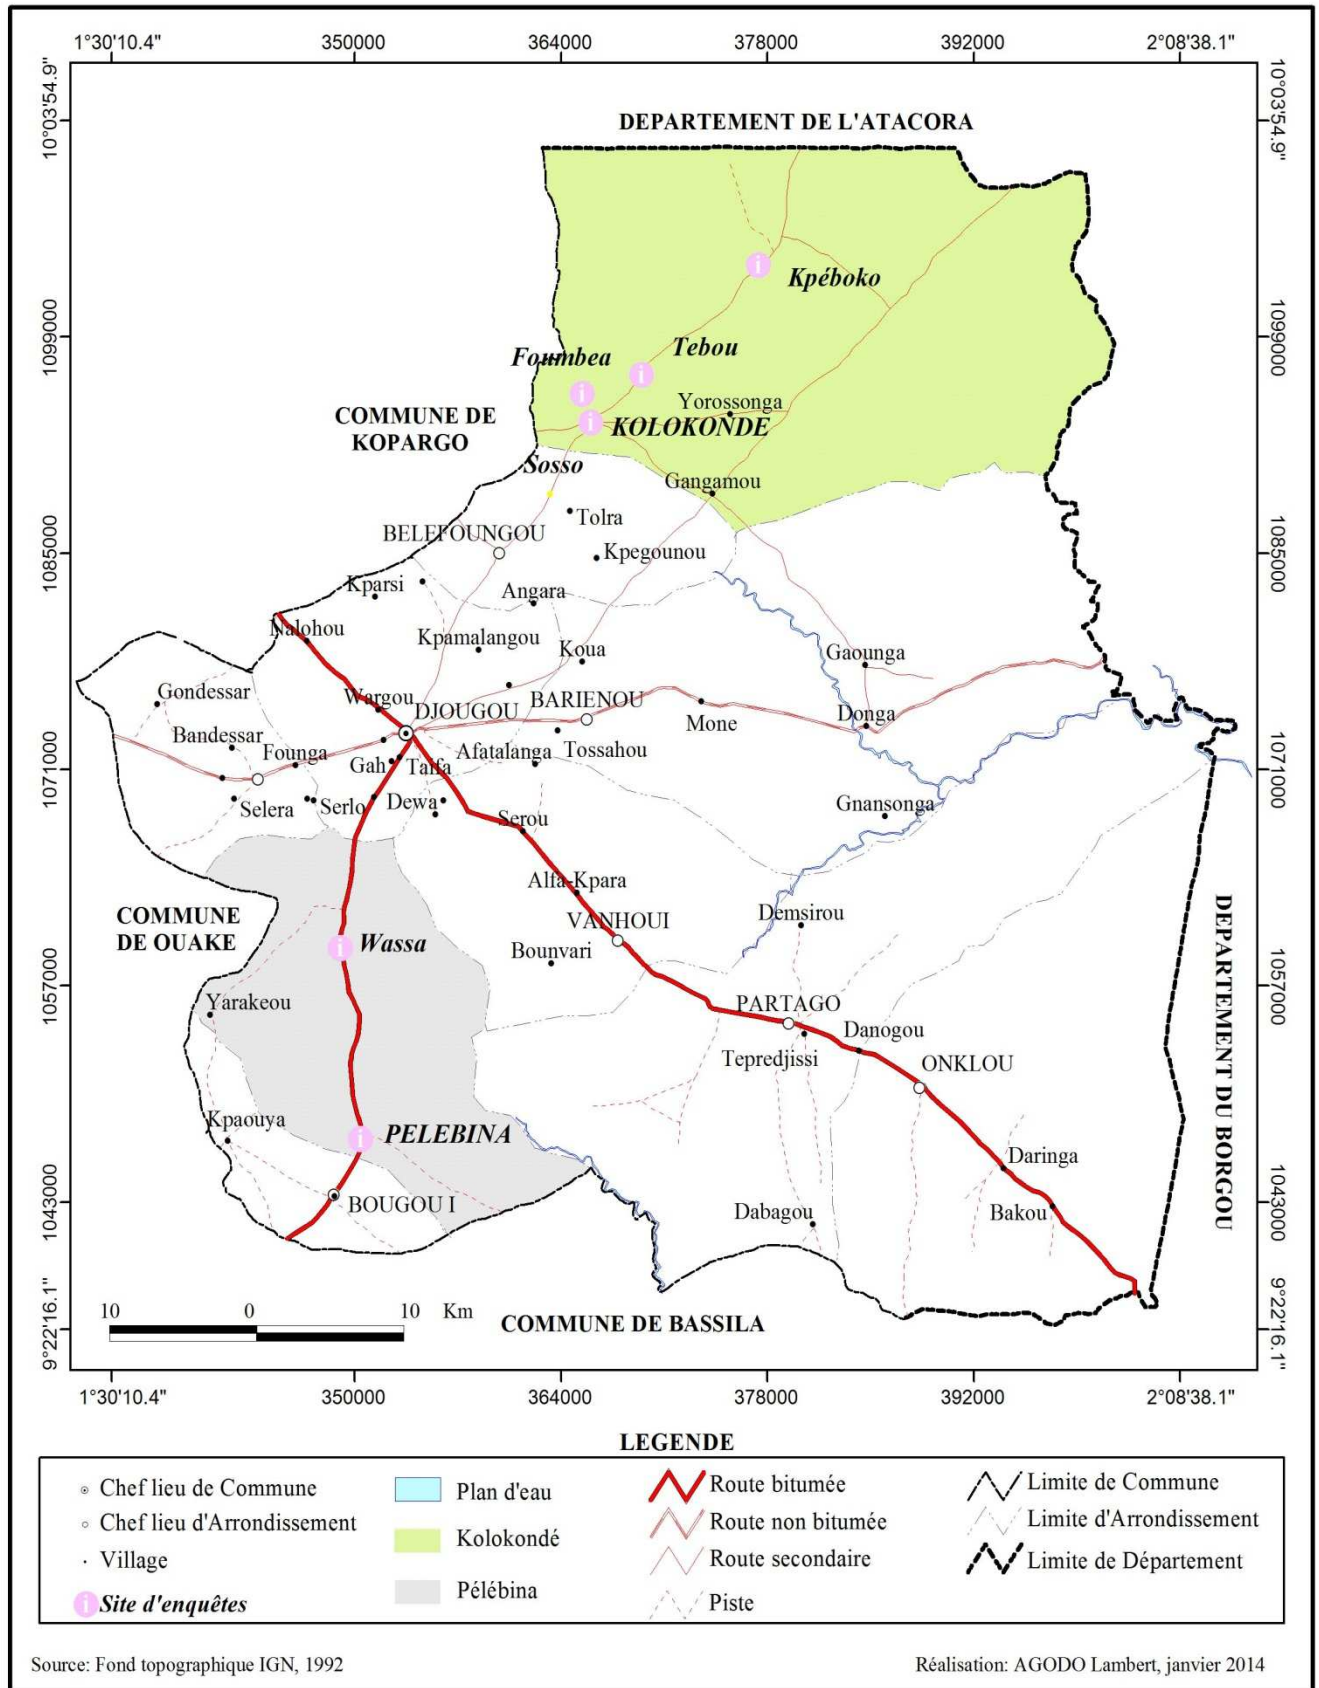 1°30'10.4" 350000 364000 378000 392000 2°08'38.1"
10°03'54.9"
10°03'54.9"
DEPARTEMENT DE L'ATACORA
Kpéboko
1099000
1099000
Tebou
Foumbea
Yorossonga
COMMUNE DE
KOPARGO
KOLOKONDE
Sosso
Gangamou
Tolra
BELEFOUNGOU
Kpegounou
1085000
1085000
Kparsi
Angara
Nalohou
Kpamalangou
Koua
Gaounga
Gondessar
Wargou
DJOUGOU
BARIENOU
Mone
Donga
Bandessar
Founga
Afatalanga
Tossahou
1071000
1071000
Gah
Taifa
Selera
Serlo
Dewa
Serou
Gnansonga
Alfa-Kpara
COMMUNE
DE OUAKE
VANHOUI
Demsirou
DEPARTEMENT DU BORGOU
Wassa
Bounvari
1057000
1057000
Yarakeou
PARTAGO
Danogou
Tepredjissi
ONKLOU
Kpaouya
PELEBINA
Daringa
1043000
1043000
BOUGOU I
Dabagou
Bakou
10 0 10 Km
COMMUNE DE BASSILA
9°22'16.1"
9°22'16.1"
1°30'10.4" 350000 364000 378000 392000 2°08'38.1"
LEGENDE
Chef lieu de Commune
Chef lieu d'Arrondissement
Village
i Site d'enquêtes
Plan d'eau
Kolokondé
Pélébina
Route bitumée
Route non bitumée
Route secondaire
Piste
Limite de Commune
Limite d'Arrondissement
Limite de Département
Source: Fond topographique IGN, 1992
Réalisation: AGODO Lambert, janvier 2014